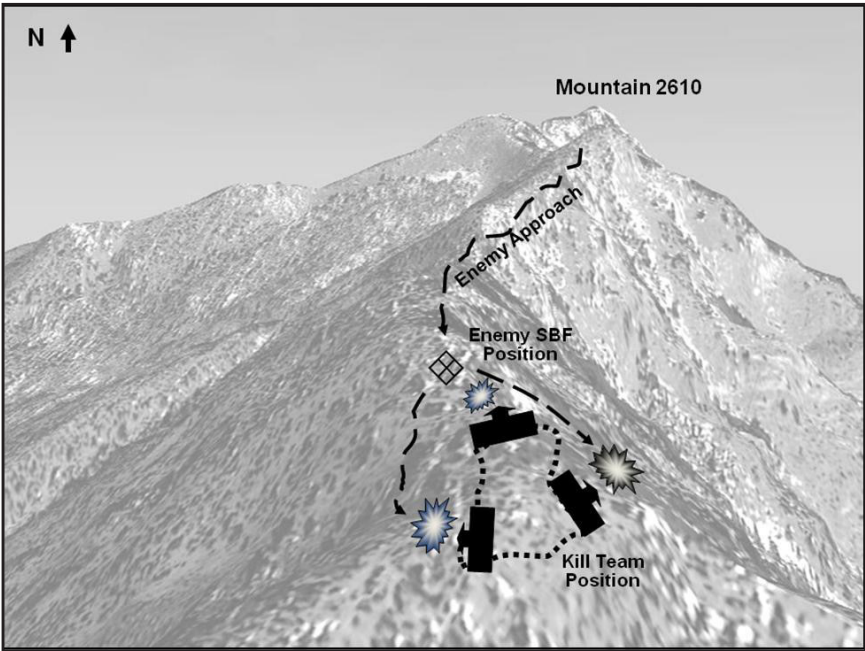 N
Mountain 2610
Enemy Approach
Enemy SBF
Position
Kill Team
Position